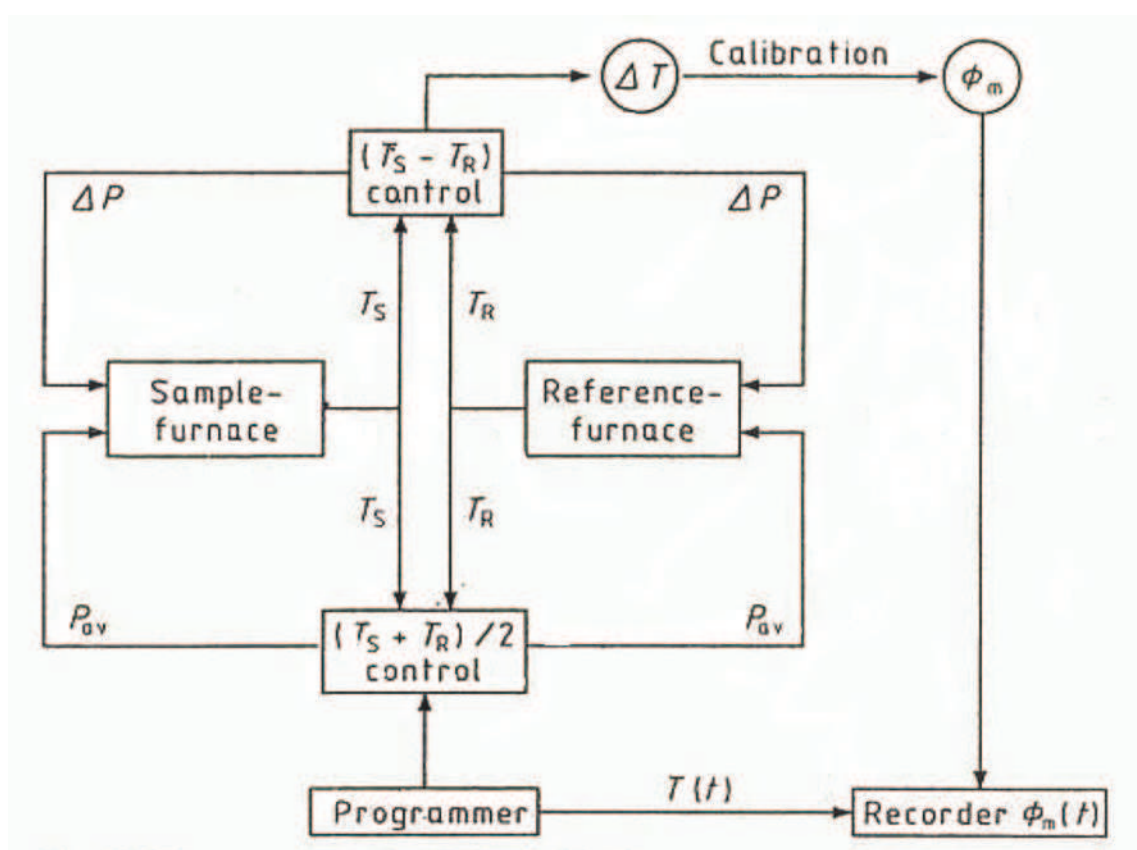 ΔT
Calibration
ϕm
(TS - TR)
cantrol
ΔP
ΔP
TS
TR
Sample-
furnace
Reference-
furnace
TS
TR
Pav
Pav
(TS + TR)/2
control
T(t)
Programmer
Recorder ϕm(t)